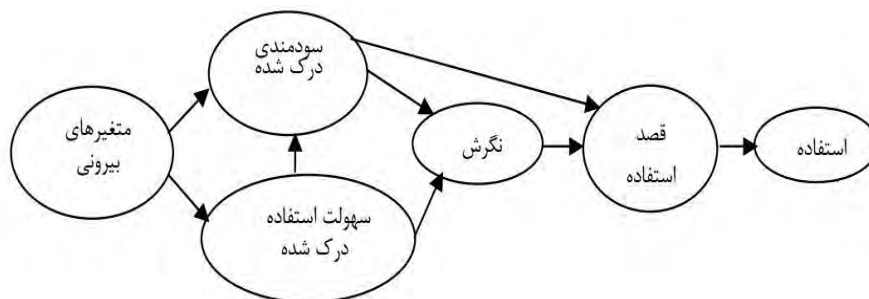 سودمندی
درک شده
متغیرهای
بیرونی
سهولت استفاده
درک شده
نگرش
قصد
استفاده
استفاده